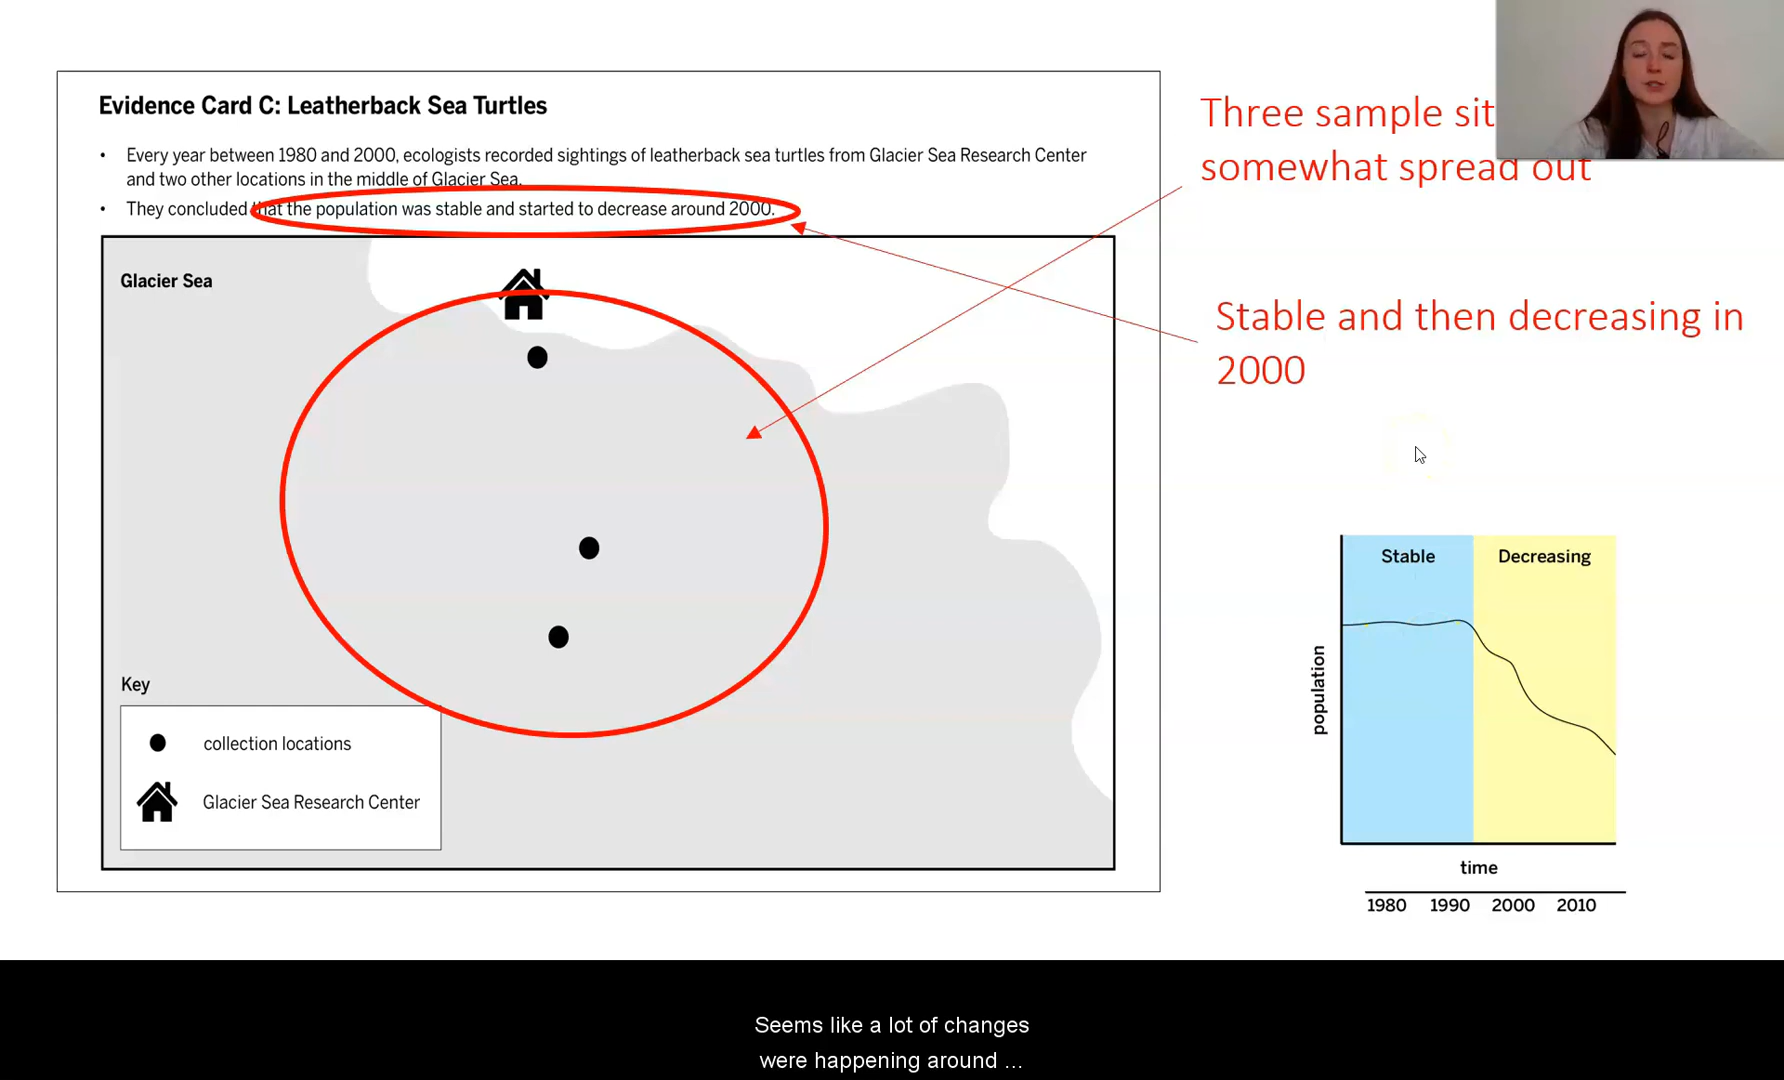 Evidence Card C: Leatherback Sea Turtles
• Every year between 1980 and 2000, ecologists recorded sightings of leatherback sea turtles from Glacier Sea Research Center
and two other locations in the middle of Glacier Sea.
• They concluded that the population was stable and started to decrease around 2000.
Three sample
somewhat spread out
Stable and then decreasing in
2000
Glacier Sea
Key
collection locations
Glacier Sea Research Center
Stable Decreasing
population
time
1980 1990 2000 2010
Seems like a lot of changes
were happening around ...